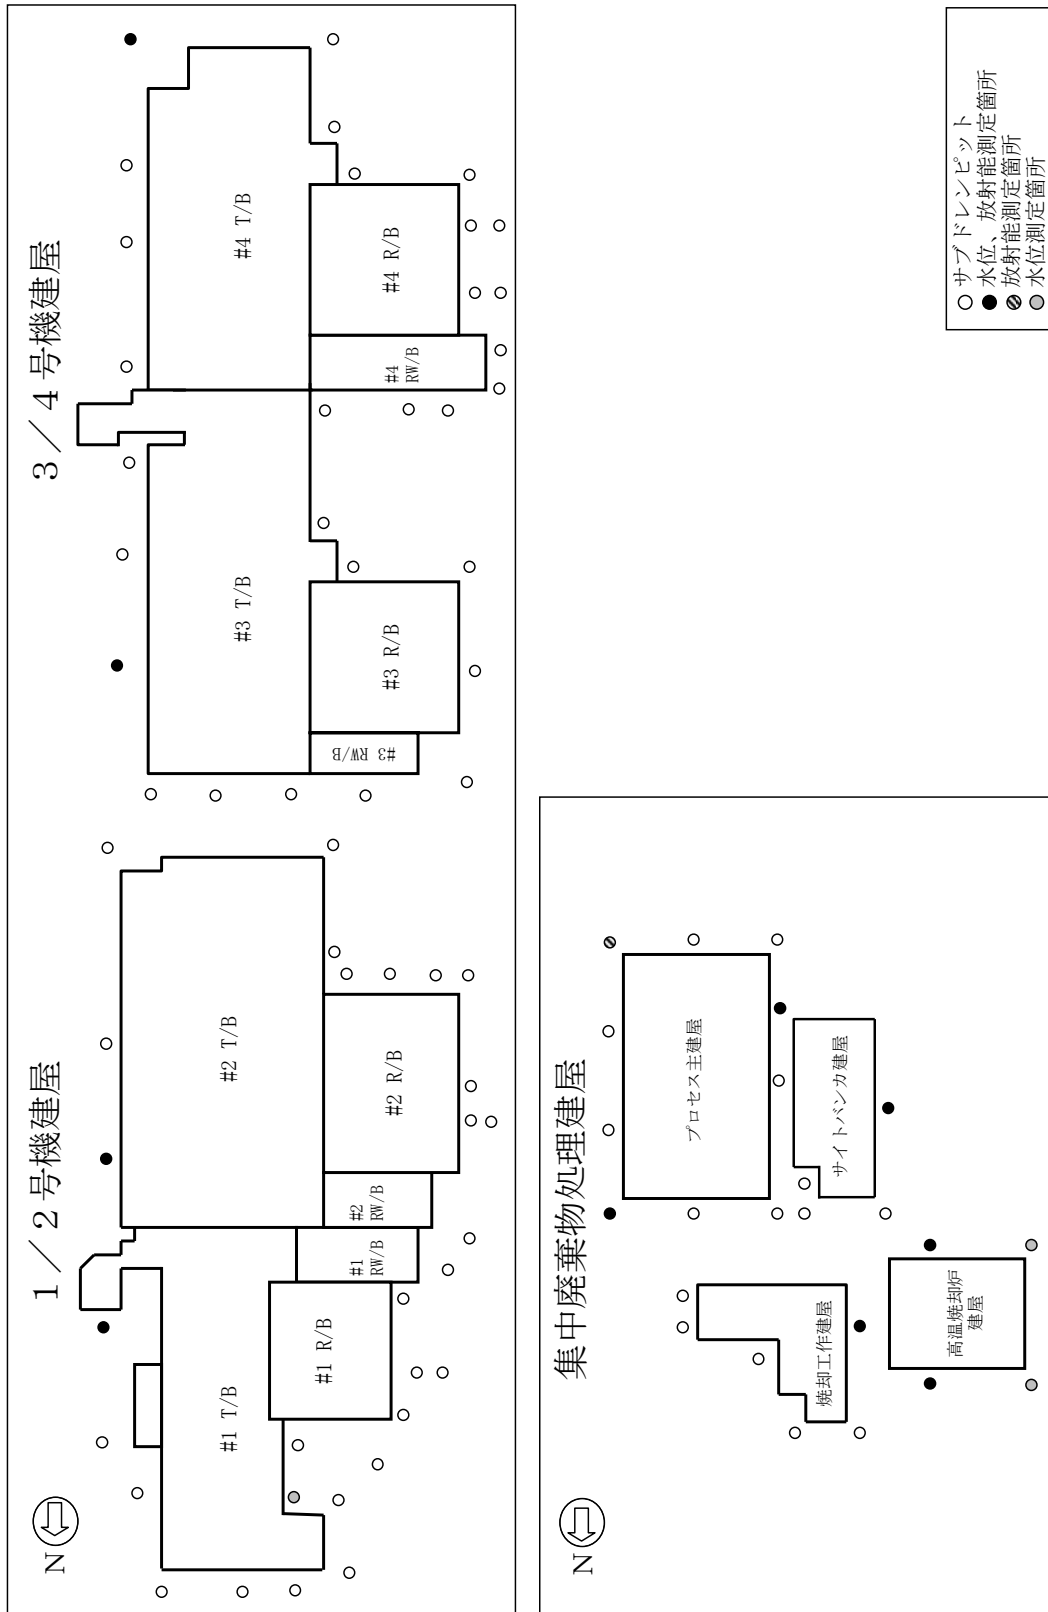 1／2 号機建屋
3／4 号機建屋
N
#1 T/B
#2 T/B
#3 T/B
#4 T/B
#1 R/B
#1
RW/B
#2
RW/B
#2 R/B
#3 RW/B
#3 R/B
#4
RW/B
#4 R/B
集中廃棄物処理建屋
N
プロセス主建屋
サイトバンカ建屋
焼却工作建屋
高温焼却炉
建屋
サブドレンピット
水位、放射能測定箇所
放射能測定箇所
水位測定箇所